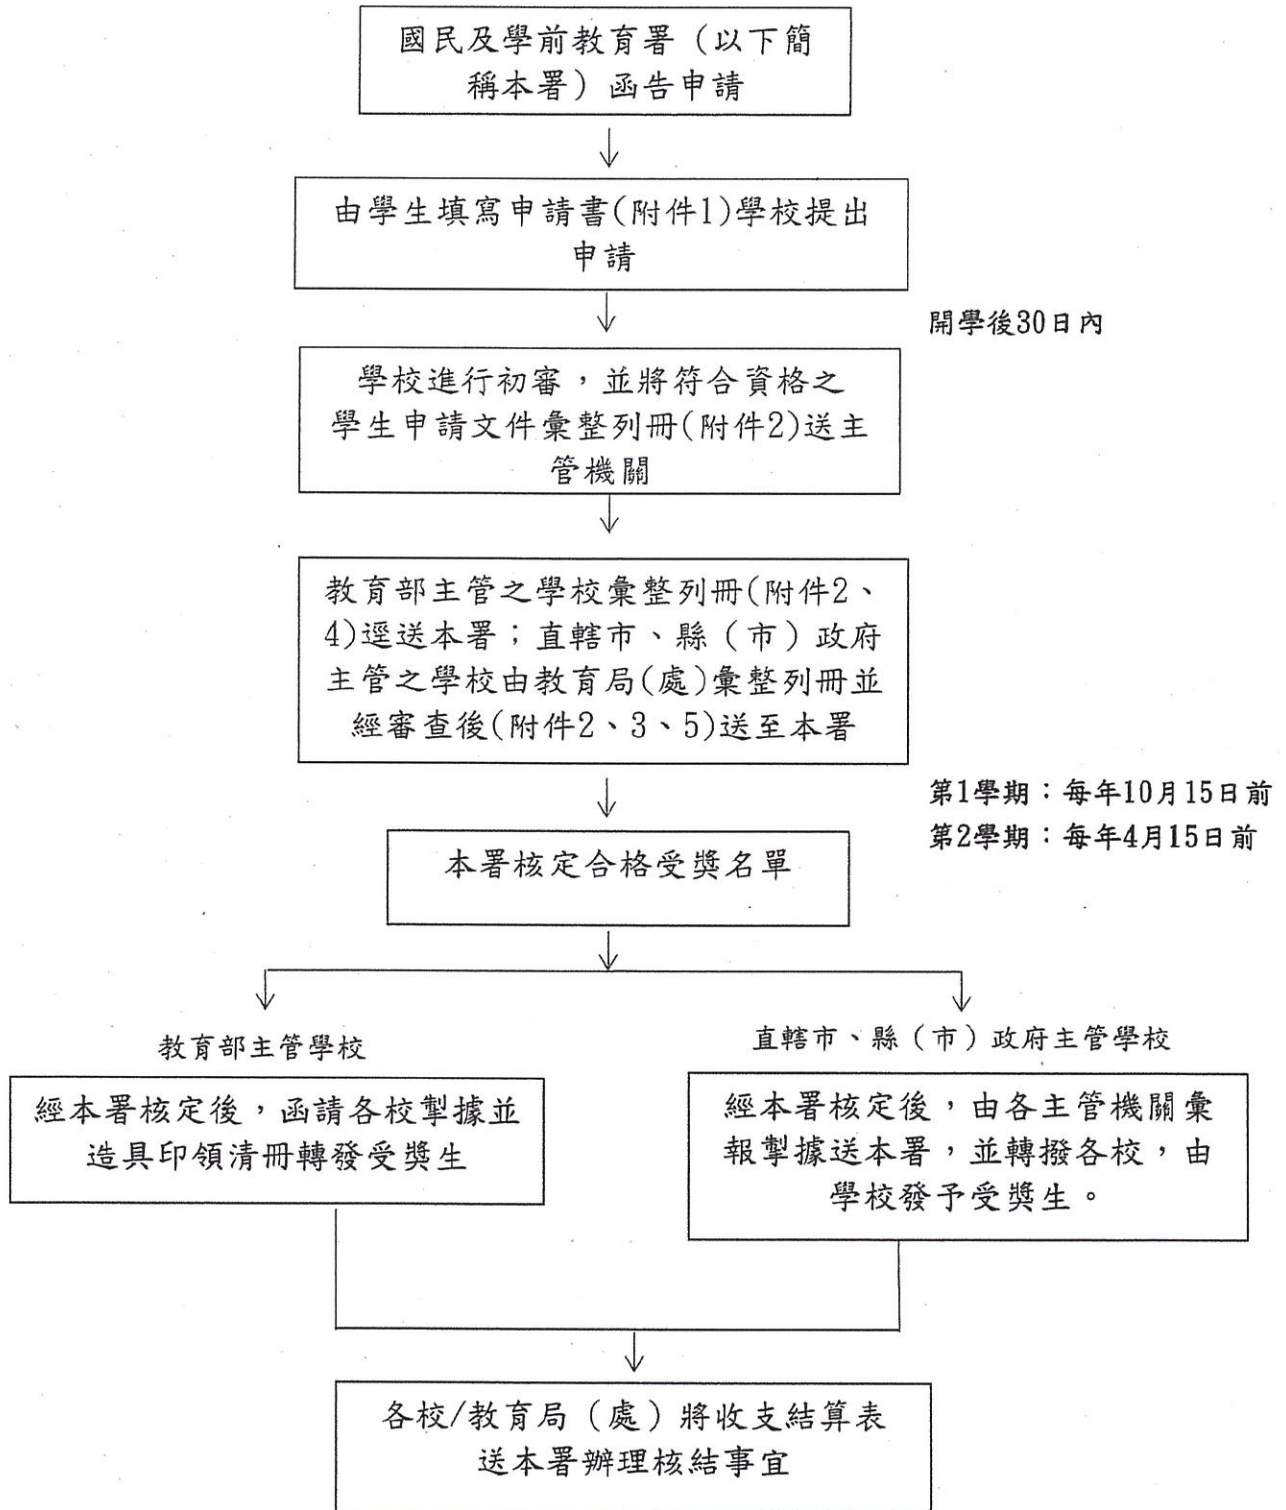 國民及學前教育署（以下簡
稱本署）函告申請
由學生填寫申請書(附件1)學校提出
申請
開學後30日內
學校進行初審，並將符合資格之
學生申請文件彙整列冊(附件2)送主
管機關
教育部主管之學校彙整列冊(附件2、
4)逕送本署；直轄市、縣（市）政府
主管之學校由教育局(處)彙整列冊並
經審查後(附件2、3、5)送至本署
第1學期：每年10月15日前
第2學期：每年4月15日前
本署核定合格受獎名單
教育部主管學校
經本署核定後，函請各校掣據並
造具印領清冊轉發受獎生
直轄市、縣（市）政府主管學校
經本署核定後，由各主管機關彙
報掣據送本署，並轉撥各校，由
學校發予受獎生。
各校/教育局（處）將收支結算表
送本署辦理核結事宜